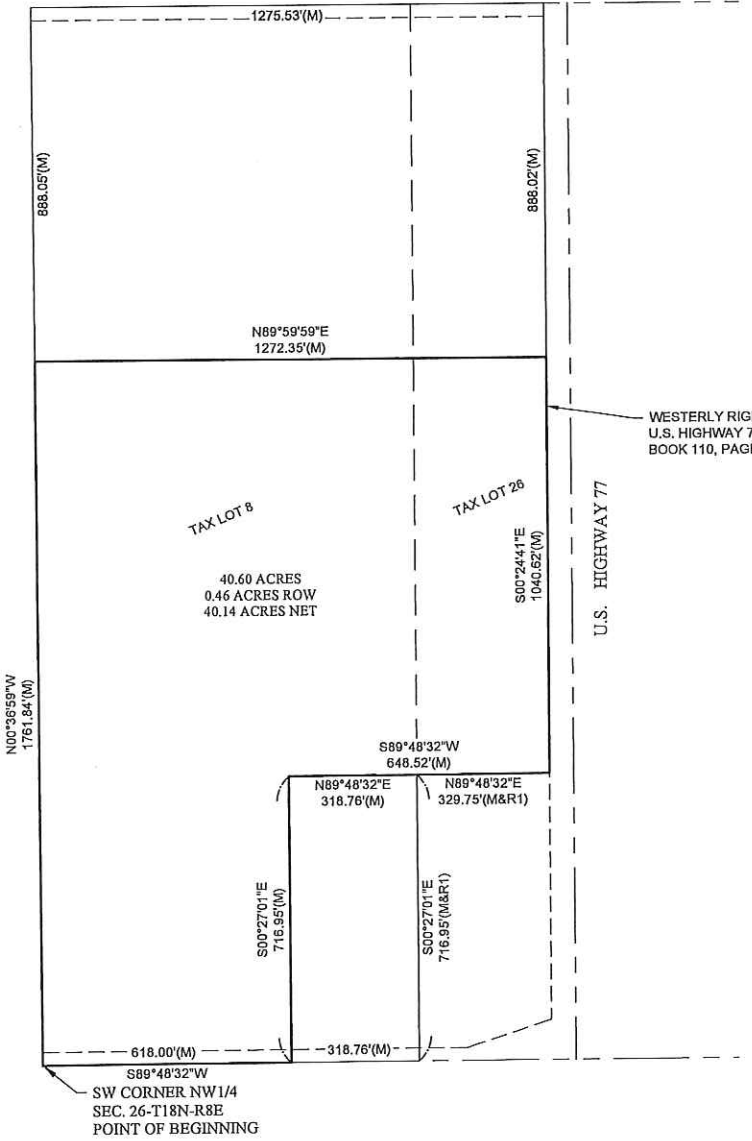 1275.53'(M)
888.05'(M)
888.02'(M)
N89°59'59"E
1272.35'(M)
WESTERLY
U.S. HIGHWAY
BOOK 110,
TAX LOT 8
TAX LOT 26
40.60 ACRES
0.46 ACRES ROW
40.14 ACRES NET
S00°24'41"E
1040.62'(M)
U.S. HIGHWAY 77
N00°36'59"W
1761.84'(M)
S89°48'32"W
648.52'(M)
N89°48'32"E
318.76'(M)
N89°48'32"E
329.75'(M&R1)
S00°27'01"E
716.95'(M)
S00°27'01"E
716.95'(M&R1)
618.00'(M)
318.76'(M)
S89°48'32"W
SW CORNER NW1/4
SEC. 26-T18N-R8E
POINT OF BEGINNING